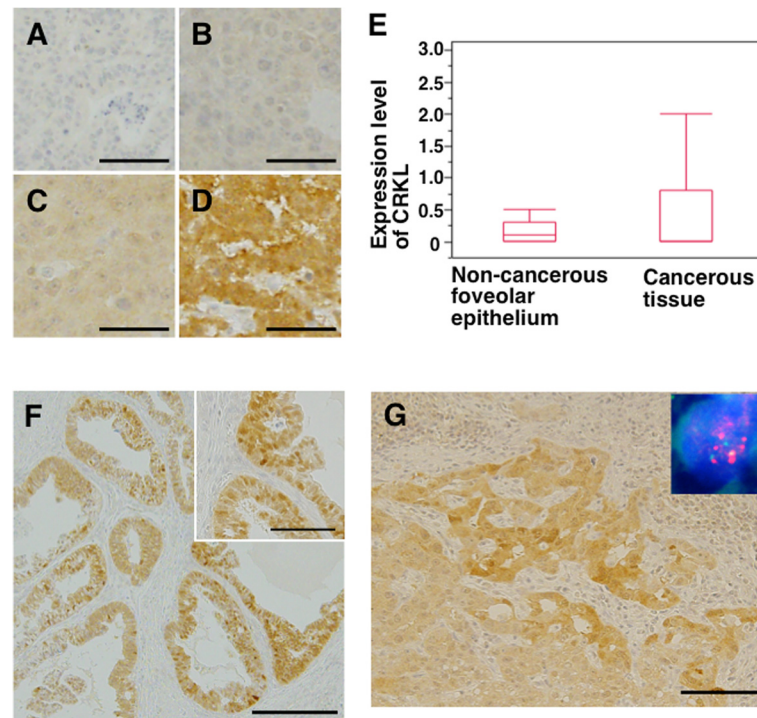 A
B
C
D
E
3.0
2.5
2.0
1.5
1.0
0.5
0
Expression level
of CRKL
Non-cancerous
foveolar
epithelium
Cancerous
tissue
F
G